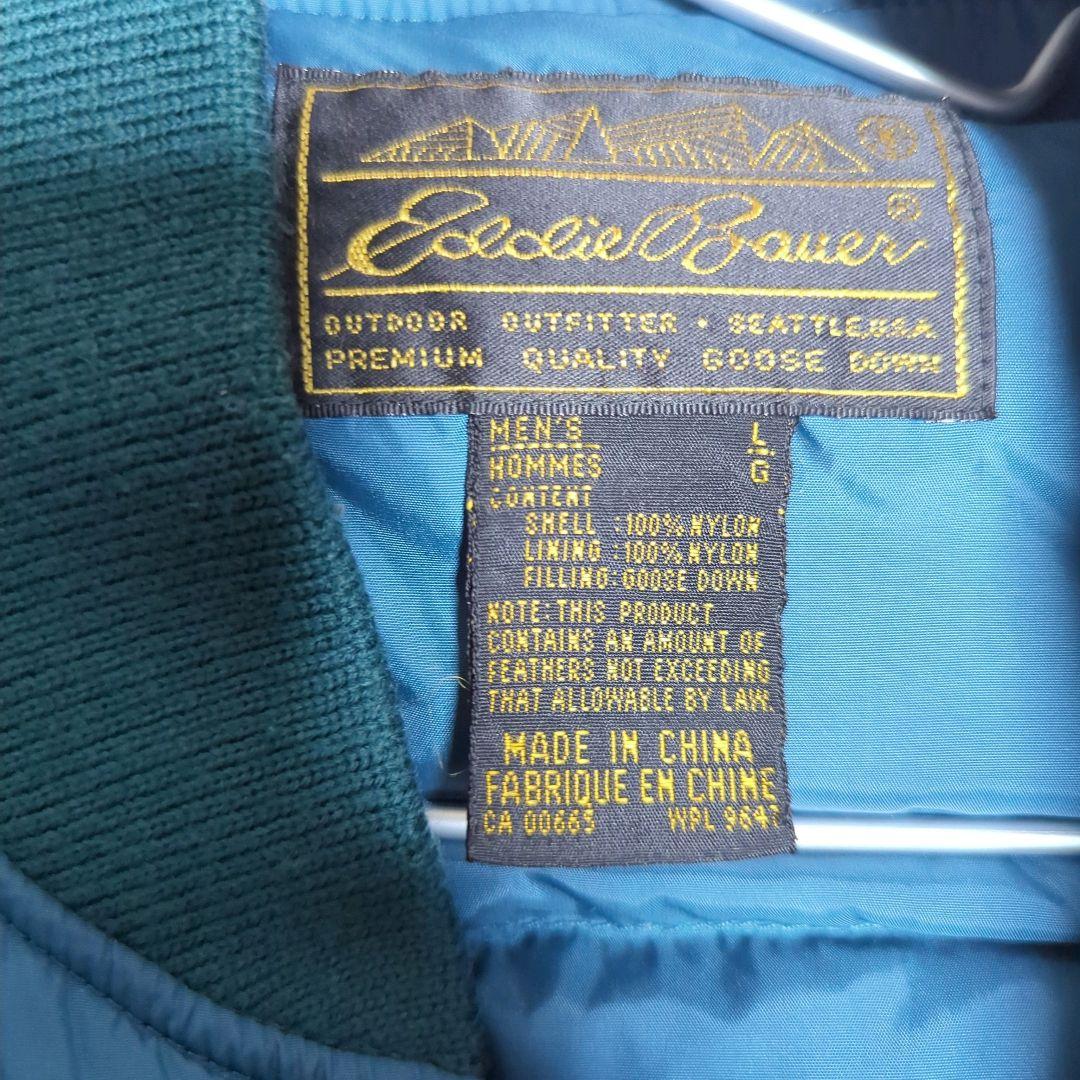 Eddie Bauer ®
OUTDOOR OUTFITTER • SEATTLE, U.S.A.
PREMIUM QUALITY GOOSE DOWN
MEN'S L
HOMMES G
CONTENT
SHELL : 100% NYLON
LINING : 100% NYLON
FILLING: GOOSE DOWN
NOTE: THIS PRODUCT
CONTAINS AN AMOUNT OF
FEATHERS NOT EXCEEDING
THAT ALLOWABLE BY LAW.
MADE IN CHINA
FABRIQUE EN CHINE
CA 00665 WPL 9647